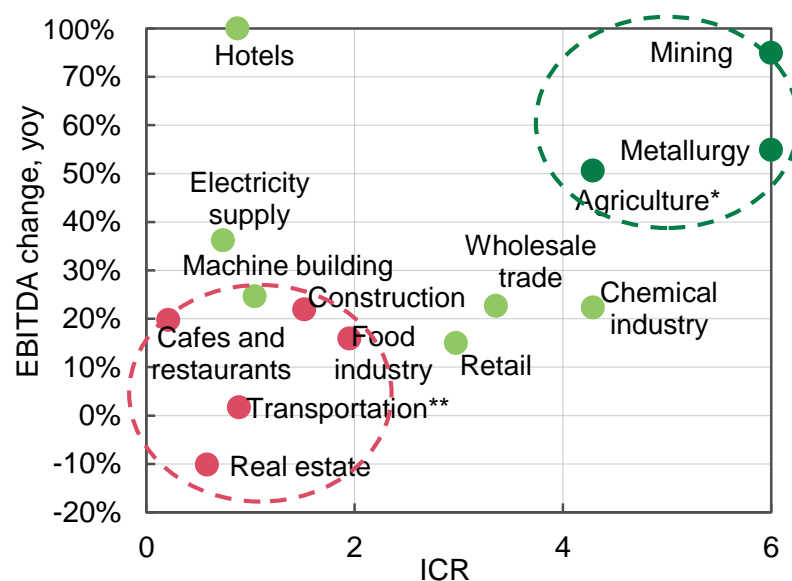 EBITDA change, yoy
100%
70%
60%
50%
40%
30%
20%
10%
0%
-10%
-20%
Hotels
Mining
Metallurgy
Agriculture*
Electricity
supply
Machine building
Wholesale
trade
Construction
Chemical
industry
Cafes and
restaurants
Food
industry
Retail
Transportation**
Real estate
0
2
4
6
ICR